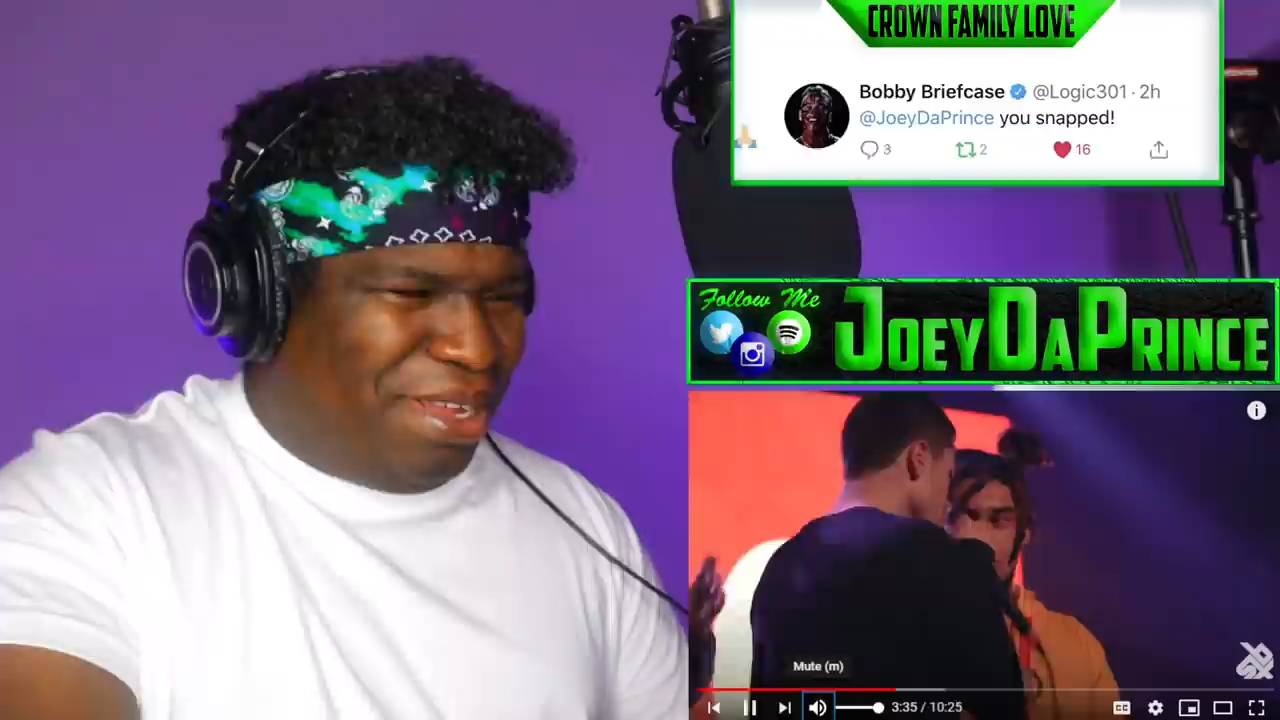 CROWN FAMILY LOVE
Bobby Briefcase @Logic301 · 2h
@JoeyDaPrince you snapped!
3 2 16
Follow Me
JOEYDAPRINCE
Mute (m)
3:35 / 10:25
CC